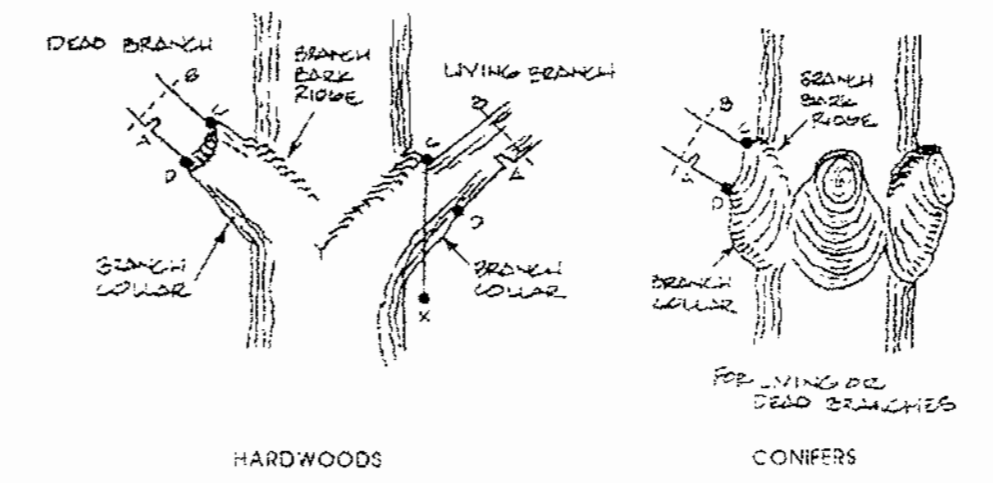 DEAD BRANCH
B
A
C
D
BRANCH
BARK
RIDGE
BRANCH
COLLAR
LIVING BRANCH
B
C
A
D
BRANCH
COLLAR
X
HARDWOODS
B
C
A
D
BRANCH
BARK
RIDGE
BRANCH
COLLAR
FOR LIVING OR
DEAD BRANCHES
CONIFERS